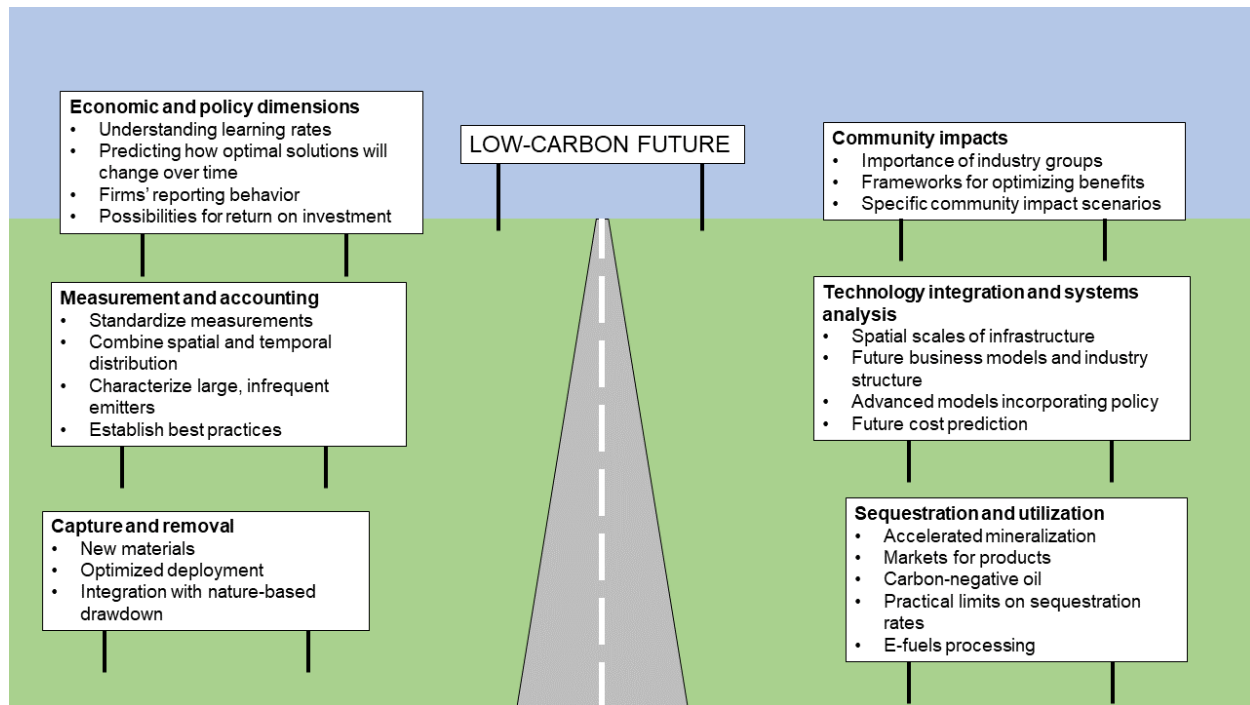 Economic and policy dimensions
• Understanding learning rates
• Predicting how optimal solutions will
change over time
• Firms' reporting behavior
• Possibilities for return on investment
Measurement and accounting
• Standardize measurements
• Combine spatial and temporal
distribution
• Characterize large, infrequent
emitters
• Establish best practices
Capture and removal
• New materials
• Optimized deployment
• Integration with nature-based
drawdown
LOW-CARBON FUTURE
Community impacts
• Importance of industry groups
• Frameworks for optimizing benefits
• Specific community impact scenarios
Technology integration and systems
analysis
• Spatial scales of infrastructure
• Future business models and industry
structure
• Advanced models incorporating policy
• Future cost prediction
Sequestration and utilization
• Accelerated mineralization
• Markets for products
• Carbon-negative oil
• Practical limits on sequestration
rates
• E-fuels processing